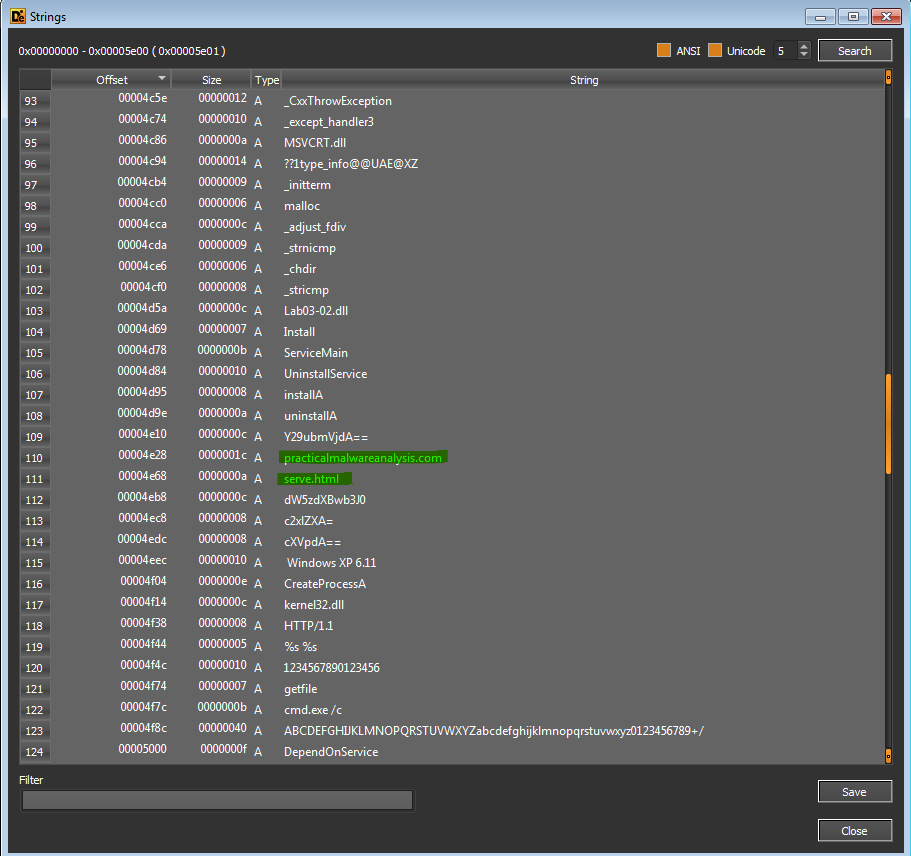 De Strings
0x00000000 - 0x00005e00 ( 0x00005e01 ) ANSI Unicode 5 Search
Offset Size Type String
93 00004c5e 00000012 A _CxxThrowException
94 00004c74 00000010 A _except_handler3
95 00004c86 0000000a A MSVCRT.dll
96 00004c94 00000014 A ??1type_info@@UAE@XZ
97 00004cb4 00000009 A _initterm
98 00004cc0 00000006 A malloc
99 00004cca 0000000c A _adjust_fdiv
100 00004cda 00000009 A _strnicmp
101 00004ce6 00000006 A _chdir
102 00004cf0 00000008 A _stricmp
103 00004d5a 0000000c A Lab03-02.dll
104 00004d69 00000007 A Install
105 00004d78 0000000b A ServiceMain
106 00004d84 00000010 A UninstallService
107 00004d95 00000008 A installA
108 00004d9e 0000000a A uninstallA
109 00004e10 0000000c A Y29ubmVjdA==
110 00004e28 0000001c A practicalmalwareanalysis.com
111 00004e68 0000000a A serve.html
112 00004eb8 0000000c A dW5zdXBwb3J0
113 00004ec8 00000008 A c2xlZXA=
114 00004edc 00000008 A cXVpdA==
115 00004eec 00000010 A Windows XP 6.11
116 00004f04 0000000e A CreateProcessA
117 00004f14 0000000c A kernel32.dll
118 00004f38 00000008 A HTTP/1.1
119 00004f44 00000005 A %s %s
120 00004f4c 00000010 A 1234567890123456
121 00004f74 00000007 A getfile
122 00004f7c 0000000b A cmd.exe /c
123 00004f8c 00000040 A ABCDEFGHIJKLMNOPQRSTUVWXYZabcdefghijklmnopqrstuvwxyz0123456789+/
124 00005000 0000000f A DependOnService
Filter
Save
Close